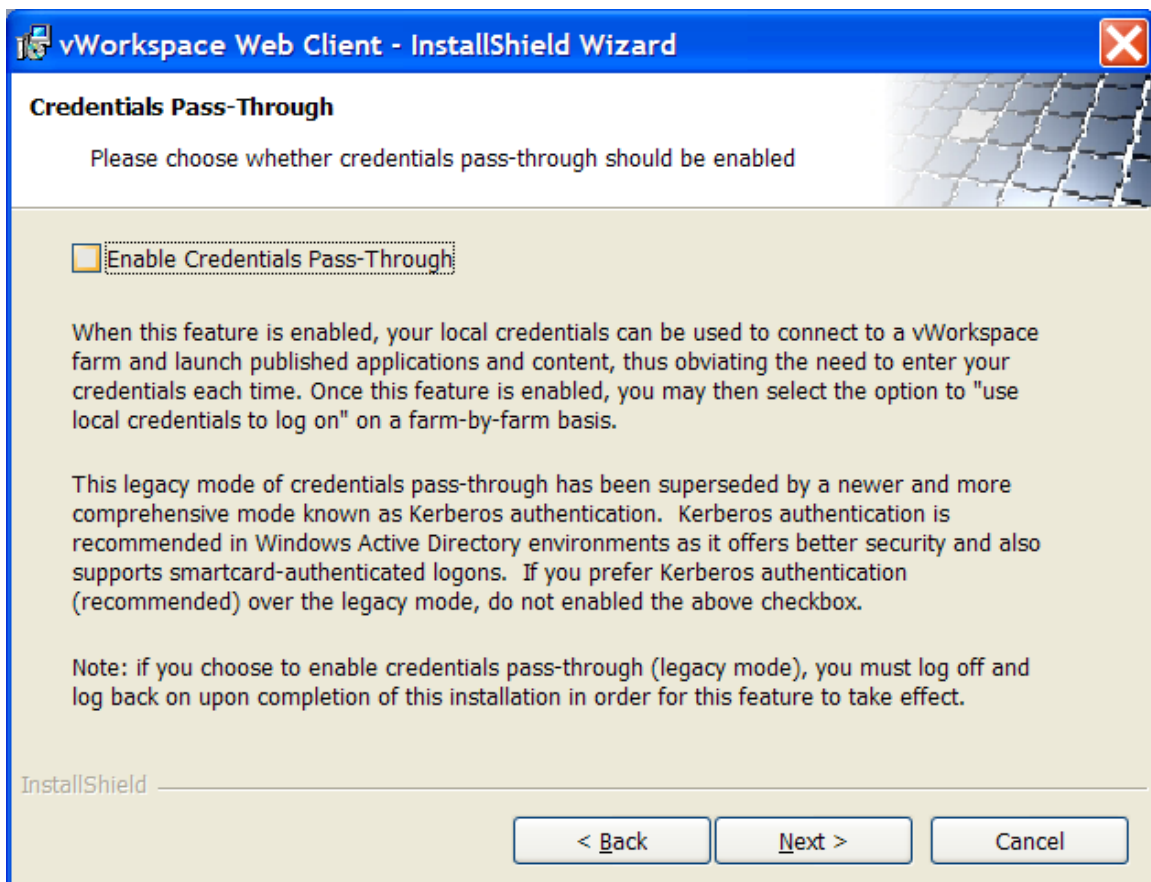 vWorkspace Web Client - InstallShield Wizard
Credentials Pass-Through
Please choose whether credentials pass-through should be enabled
Enable Credentials Pass-Through
When this feature is enabled, your local credentials can be used to connect to a vWorkspace
farm and launch published applications and content, thus obviating the need to enter your
credentials each time. Once this feature is enabled, you may then select the option to "use
local credentials to log on" on a farm-by-farm basis.
This legacy mode of credentials pass-through has been superseded by a newer and more
comprehensive mode known as Kerberos authentication.  Kerberos authentication is
recommended in Windows Active Directory environments as it offers better security and also
supports smartcard-authenticated logons.  If you prefer Kerberos authentication
(recommended) over the legacy mode, do not enabled the above checkbox.
Note: if you choose to enable credentials pass-through (legacy mode), you must log off and
log back on upon completion of this installation in order for this feature to take effect.
InstallShield
< Back Next > Cancel